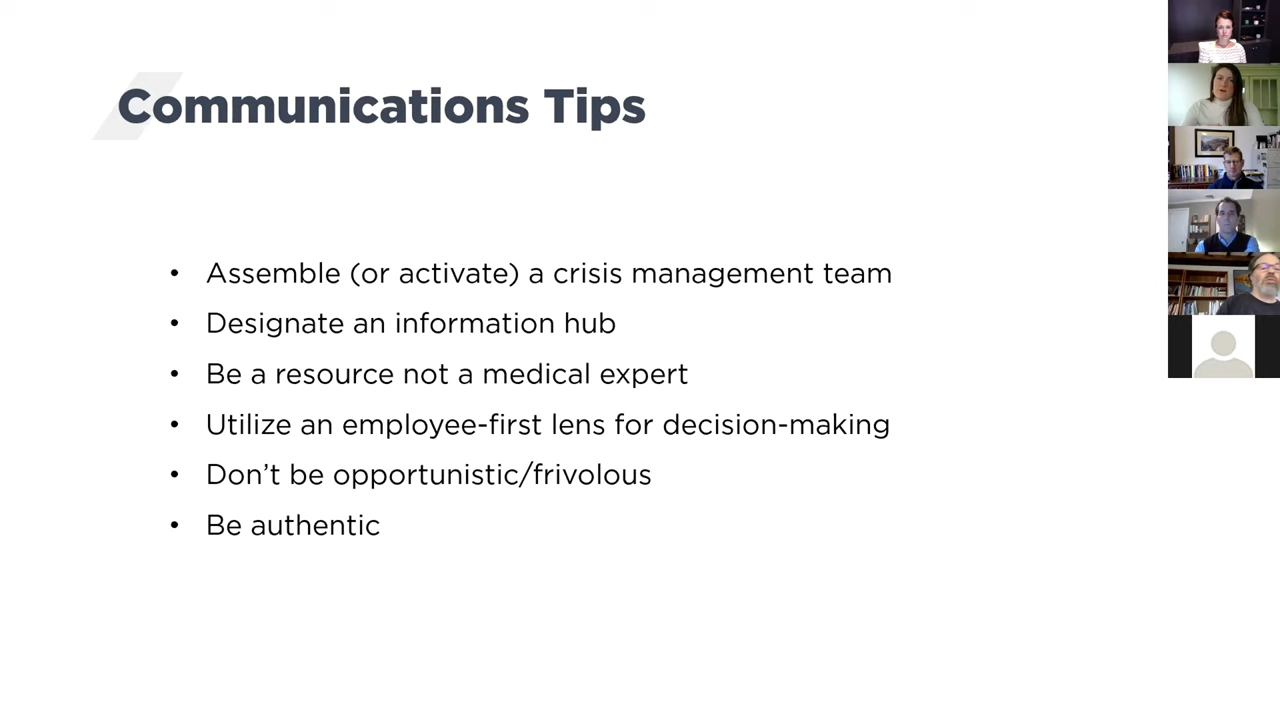 Communications Tips
• Assemble (or activate) a crisis management team
• Designate an information hub
• Be a resource not a medical expert
• Utilize an employee-first lens for decision-making
• Don’t be opportunistic/frivolous
• Be authentic